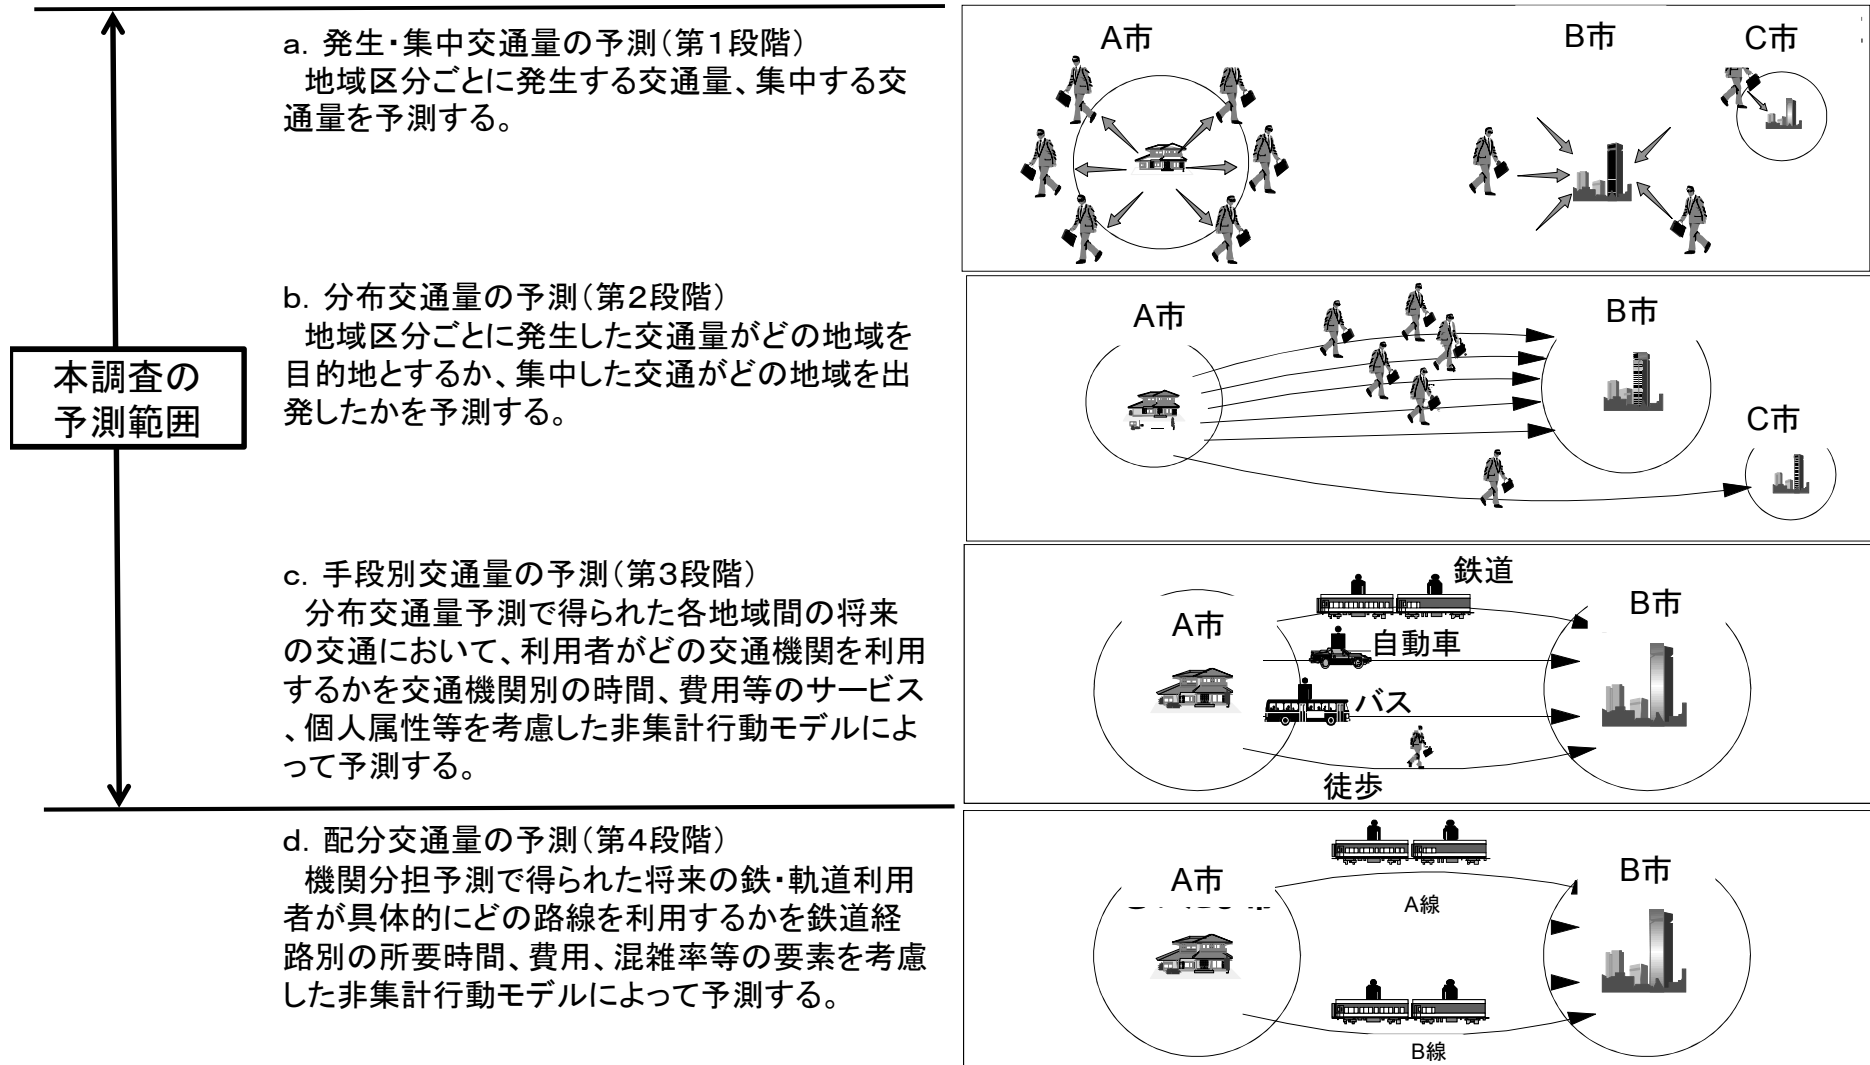 a. 発生・集中交通量の予測(第1段階)
地域区分ごとに発生する交通量、集中する交
通量を予測する。
A市
B市
C市
b. 分布交通量の予測(第2段階)
地域区分ごとに発生した交通量がどの地域を
目的地とするか、集中した交通がどの地域を出
発したかを予測する。
A市
B市
C市
本調査の
予測範囲
c. 手段別交通量の予測(第3段階)
分布交通量予測で得られた各地域間の将来
の交通において、利用者がどの交通機関を利用
するかを交通機関別の時間、費用等のサービス
、個人属性等を考慮した非集計行動モデルによ
って予測する。
鉄道
A市
B市
自動車
バス
徒歩
d. 配分交通量の予測(第4段階)
機関分担予測で得られた将来の鉄・軌道利用
者が具体的にどの路線を利用するかを鉄道経
路別の所要時間、費用、混雑率等の要素を考慮
した非集計行動モデルによって予測する。
A市
B市
A線
B線